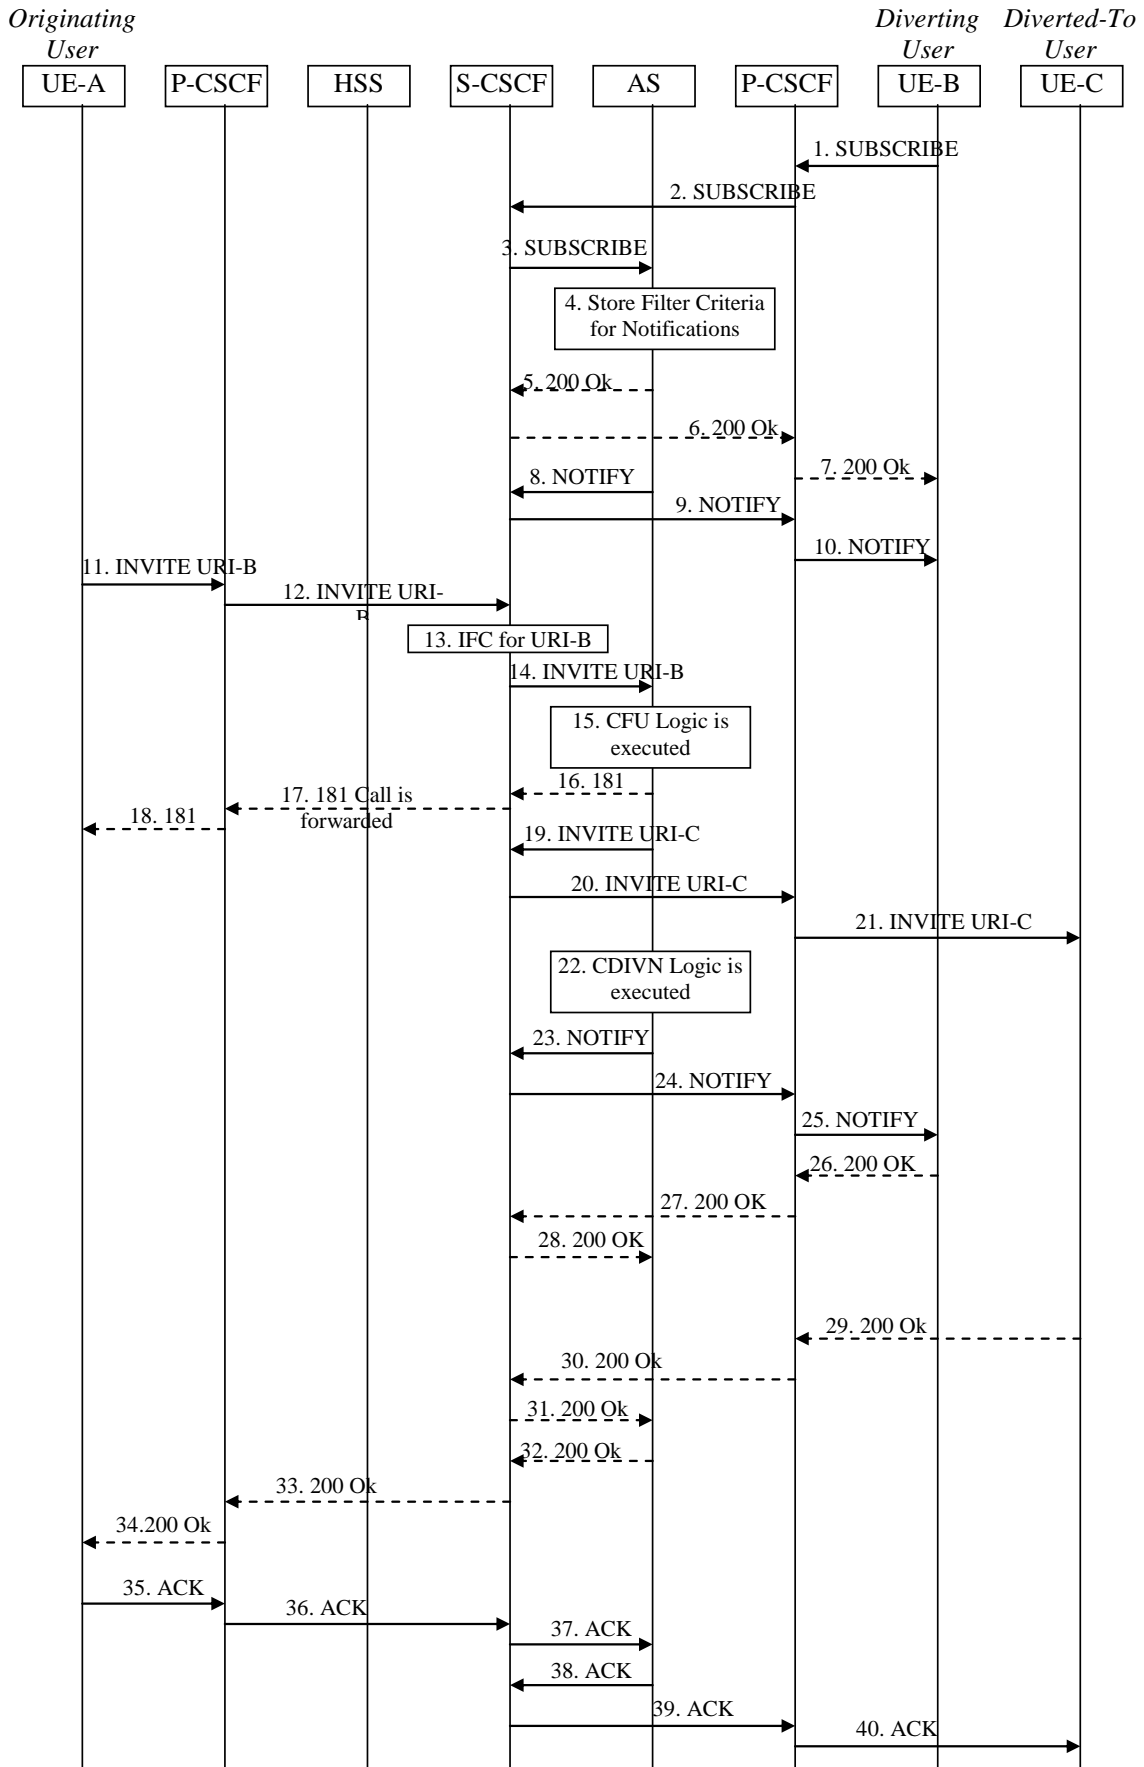 Originating
User
Diverting
User
Diverted-To
User
UE-A
P-CSCF
HSS
S-CSCF
AS
P-CSCF
UE-B
UE-C
1. SUBSCRIBE
2. SUBSCRIBE
3. SUBSCRIBE
4. Store Filter Criteria
for Notifications
5. 200 Ok
6. 200 Ok
7. 200 Ok
8. NOTIFY
9. NOTIFY
10. NOTIFY
11. INVITE URI-B
12. INVITE URI-
B
13. IFC for URI-B
14. INVITE URI-B
15. CFU Logic is
executed
16. 181
17. 181 Call is
forwarded
18. 181
19. INVITE URI-C
20. INVITE URI-C
21. INVITE URI-C
22. CDIVN Logic is
executed
23. NOTIFY
24. NOTIFY
25. NOTIFY
26. 200 OK
27. 200 OK
28. 200 OK
29. 200 Ok
30. 200 Ok
31. 200 Ok
32. 200 Ok
33. 200 Ok
34.200 Ok
35. ACK
36. ACK
37. ACK
38. ACK
39. ACK
40. ACK